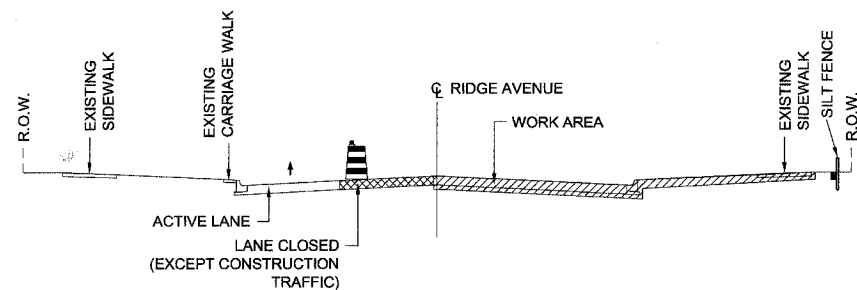 R.O.W.
EXISTING
SIDEWALK
EXISTING
CARRIAGE WALK
℄ RIDGE AVENUE
WORK AREA
EXISTING
SIDEWALK
SILT FENCE
R.O.W.
ACTIVE LANE
LANE CLOSED
(EXCEPT CONSTRUCTION
TRAFFIC)